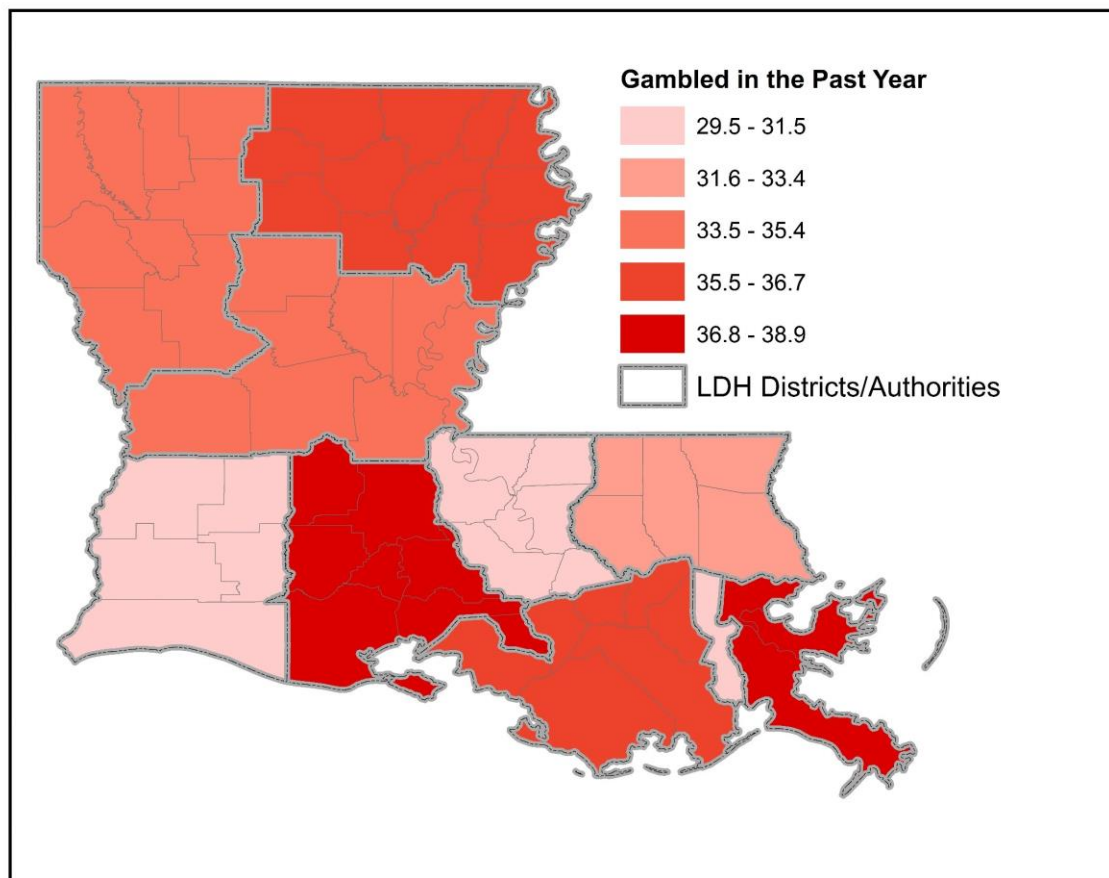 Gambled in the Past Year
29.5 - 31.5
31.6 - 33.4
33.5 - 35.4
35.5 - 36.7
36.8 - 38.9
LDH Districts/Authorities